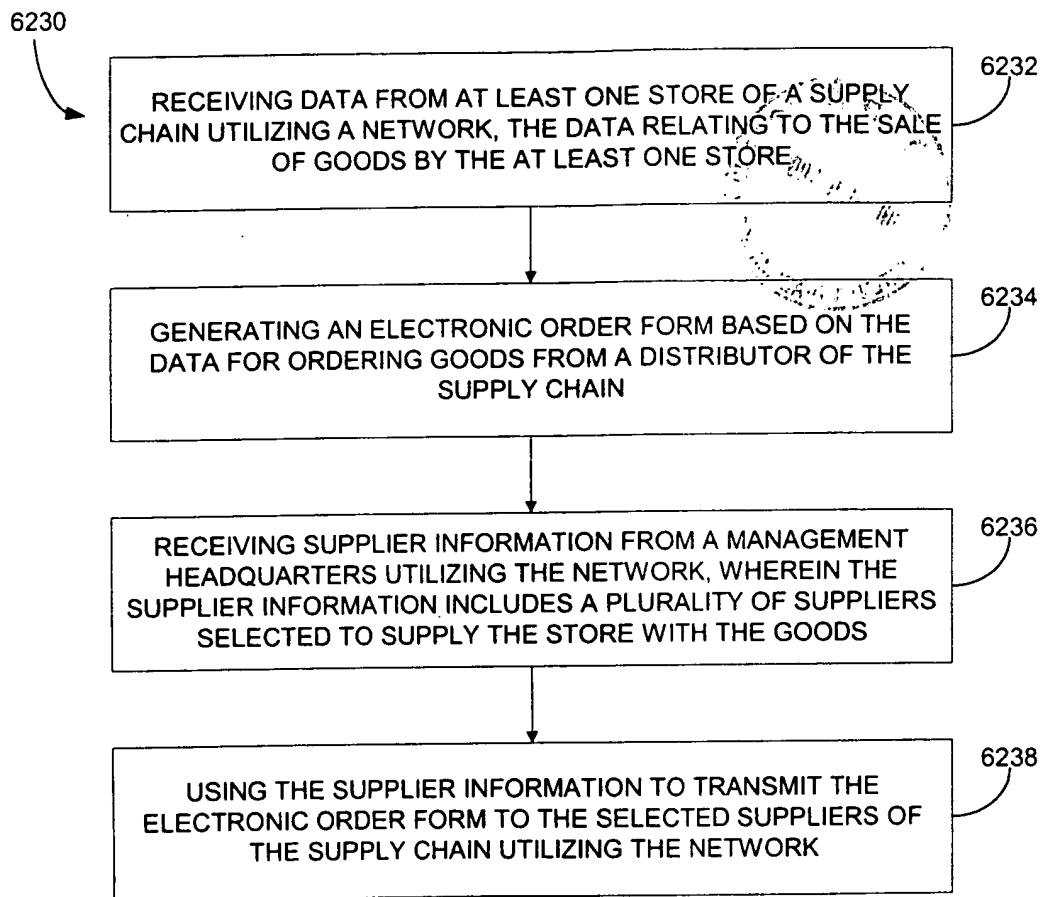 6230
6232
RECEIVING DATA FROM AT LEAST ONE STORE OF A SUPPLY
CHAIN UTILIZING A NETWORK, THE DATA RELATING TO THE SALE
OF GOODS BY THE AT LEAST ONE STORE
6234
GENERATING AN ELECTRONIC ORDER FORM BASED ON THE
DATA FOR ORDERING GOODS FROM A DISTRIBUTOR OF THE
SUPPLY CHAIN
6236
RECEIVING SUPPLIER INFORMATION FROM A MANAGEMENT
HEADQUARTERS UTILIZING THE NETWORK, WHEREIN THE
SUPPLIER INFORMATION INCLUDES A PLURALITY OF SUPPLIERS
SELECTED TO SUPPLY THE STORE WITH THE GOODS
6238
USING THE SUPPLIER INFORMATION TO TRANSMIT THE
ELECTRONIC ORDER FORM TO THE SELECTED SUPPLIERS OF
THE SUPPLY CHAIN UTILIZING THE NETWORK